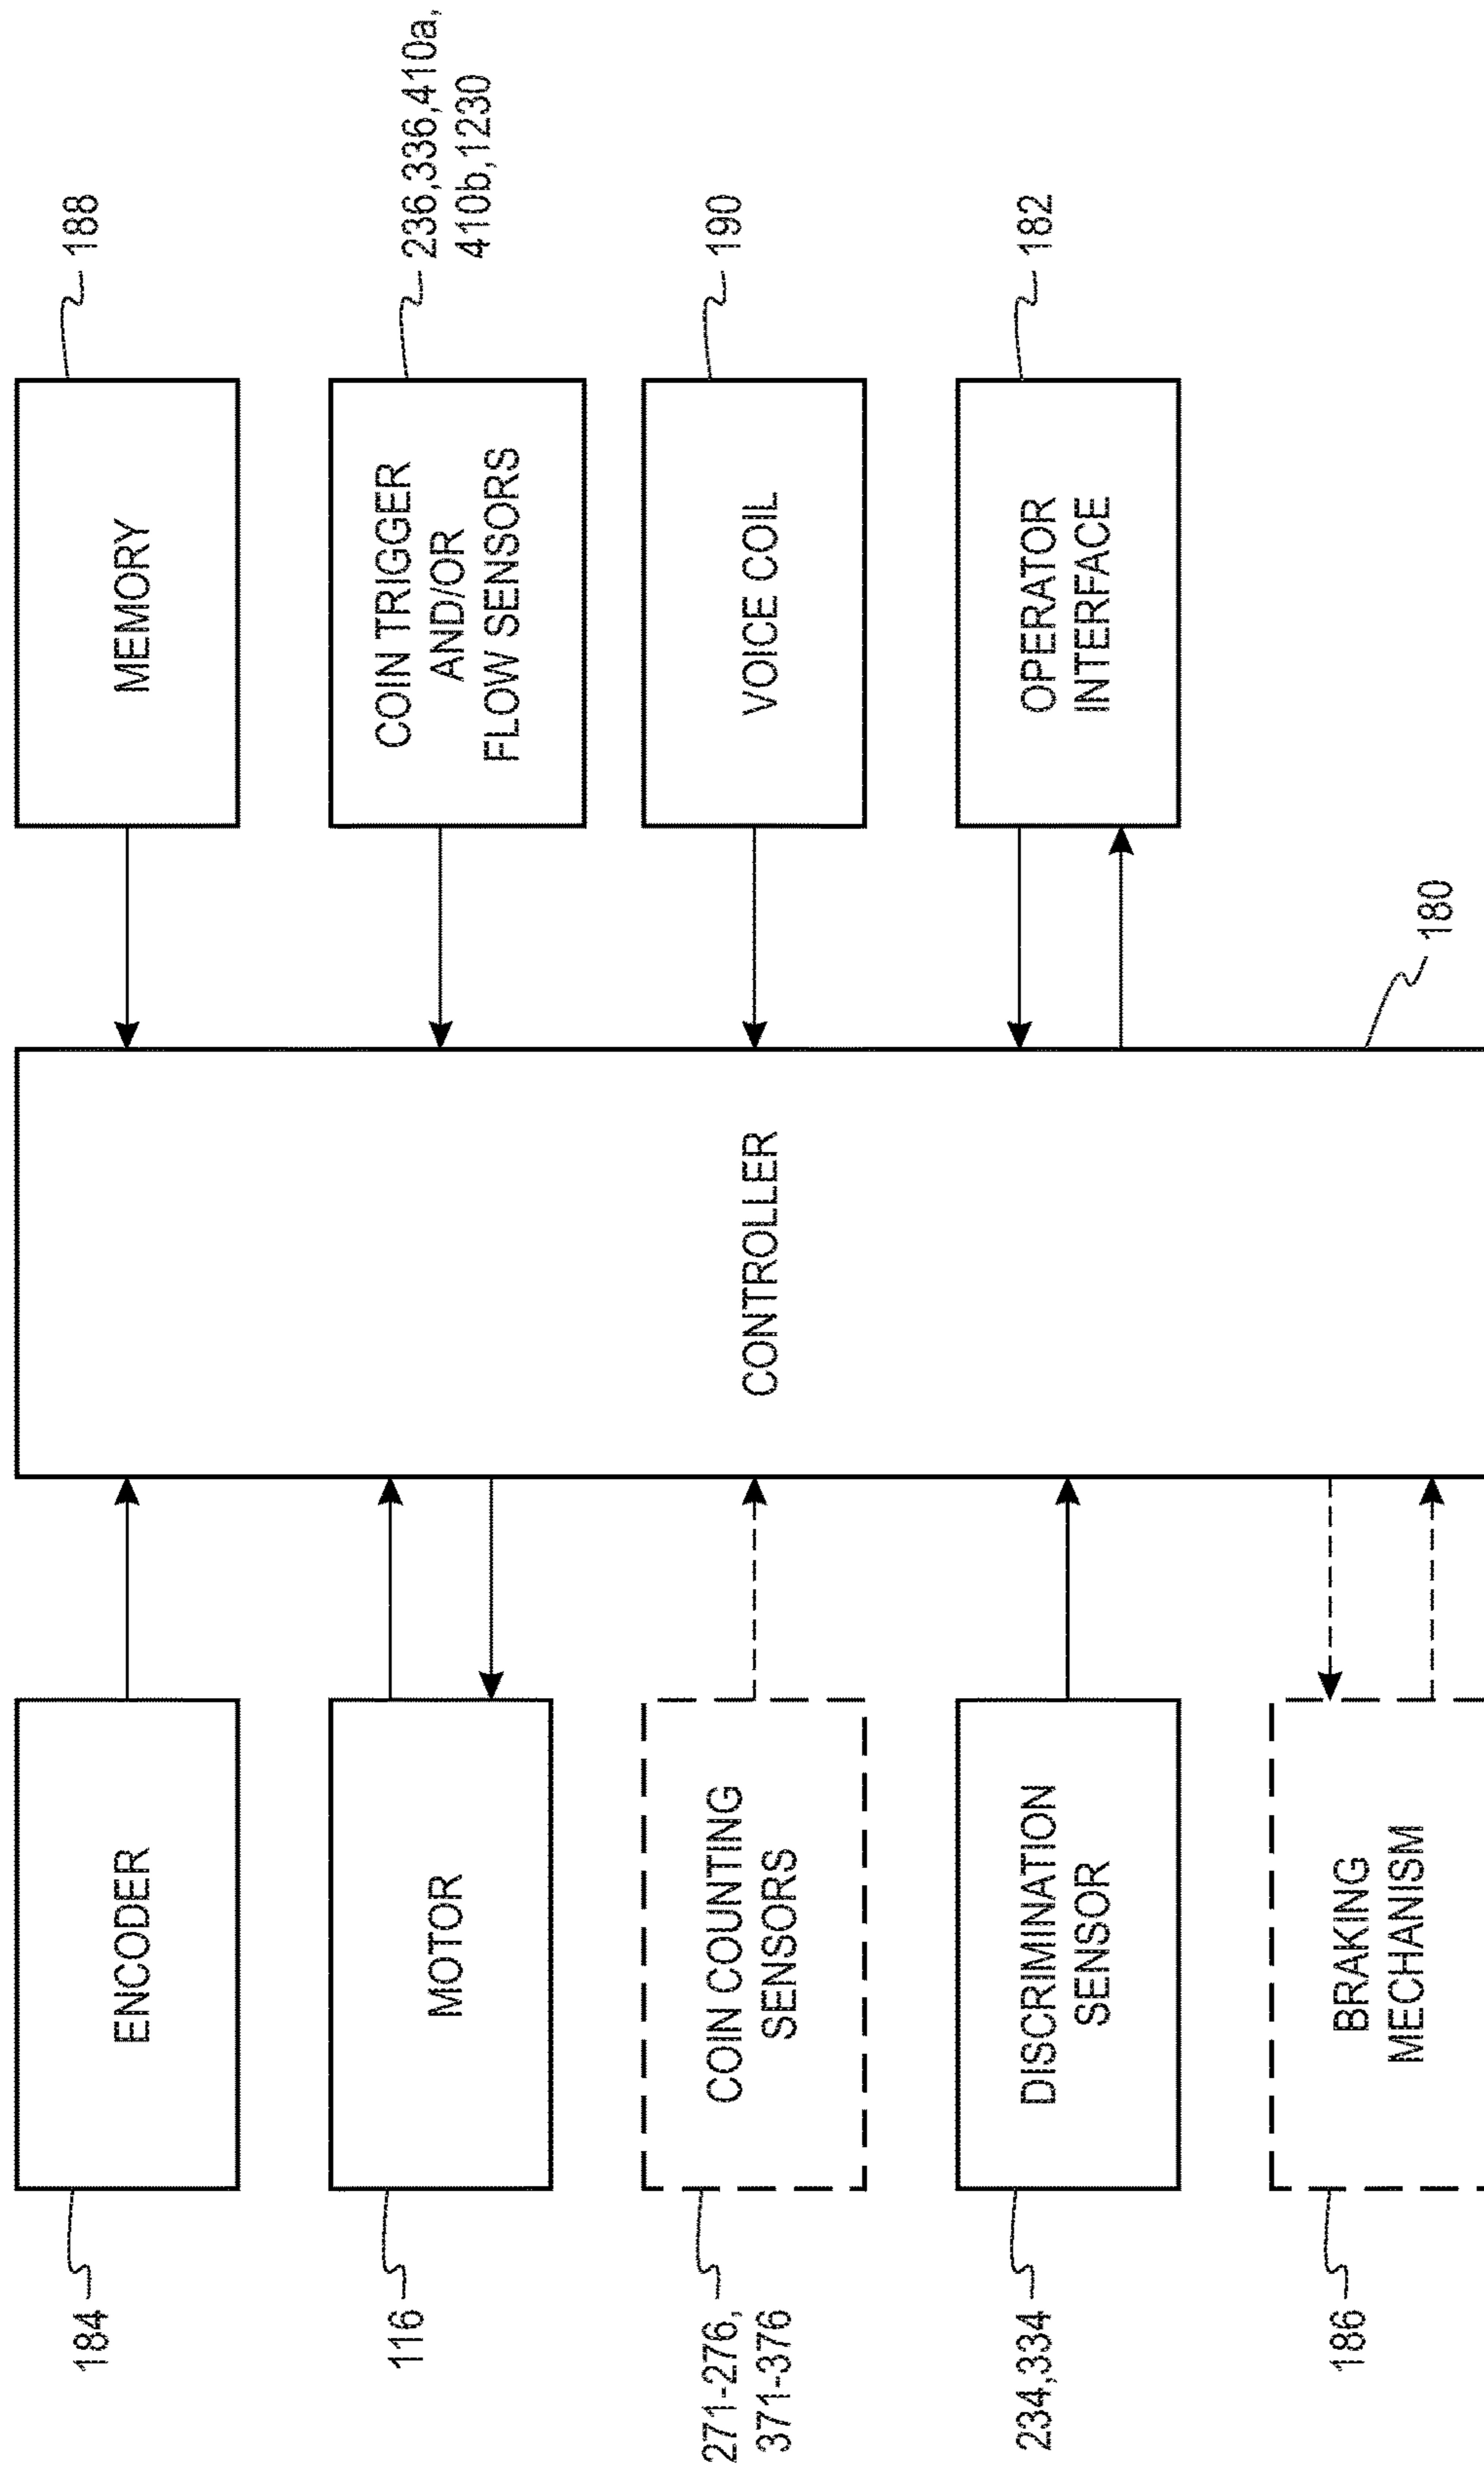 184
ENCODER
116
MOTOR
271-276,
371-376
COIN COUNTING
SENSORS
234,334
DISCRIMINATION
SENSOR
186
BRAKING
MECHANISM
CONTROLLER
180
MEMORY
188
COIN TRIGGER
AND/OR
FLOW SENSORS
236,336,410a,
410b,1230
VOICE COIL
190
OPERATOR
INTERFACE
182